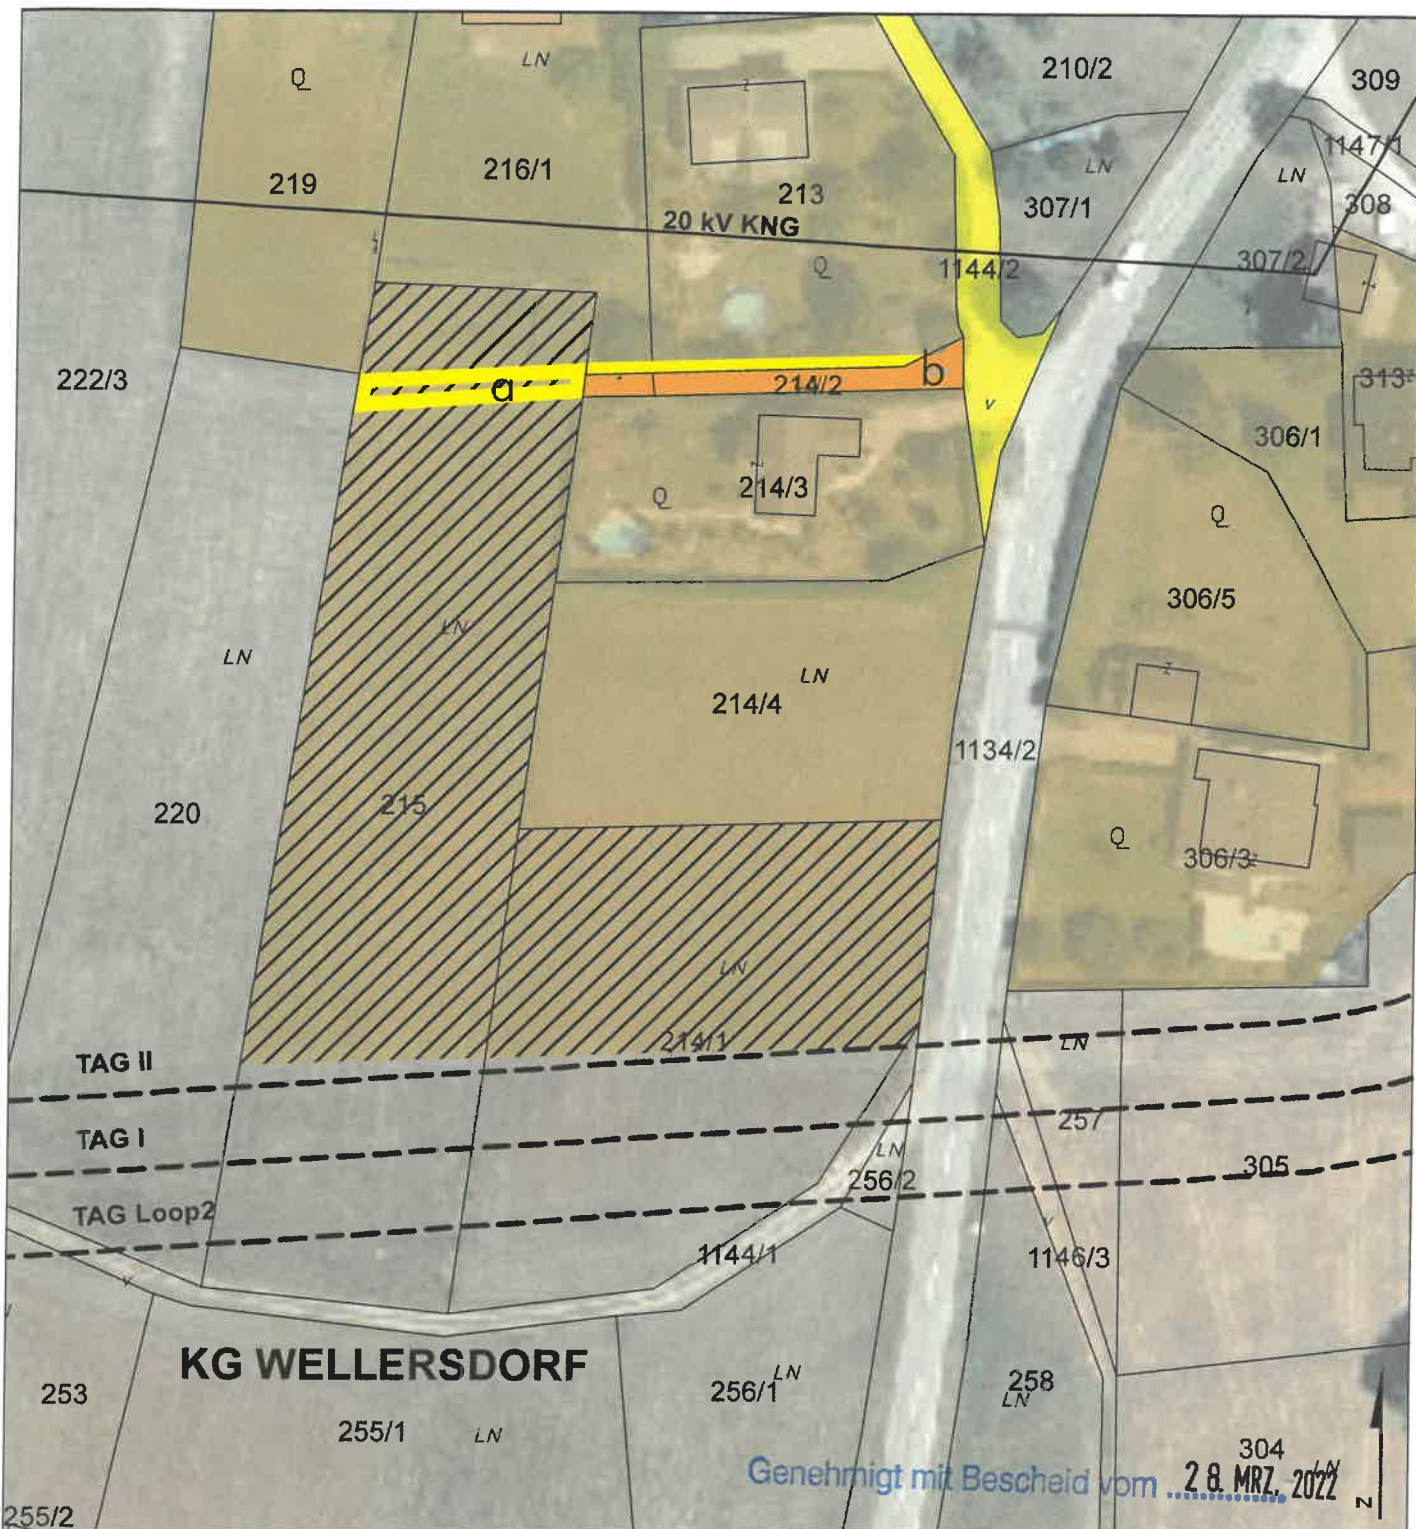 LN
210/2
309
Q
219
216/1
213
LN
307/1
LN
1147/1
308
20 kV KNG
Q
1144/2
307/2
222/3
a
214/2
b
v
313
306/1
Q
214/3
Q
306/5
LN
LN
LN
214/4
1134/2
220
215
Q
306/3
LN
214/1
LN
TAG II
TAG I
257
LN
256/2
305
TAG Loop2
1144/1
v
1146/3
v
KG WELLERSDORF
253
256/1
LN
258
LN
255/1
LN
304
LN
Genehmigt mit Bescheid vom 28. MRZ. 2022
N
255/2